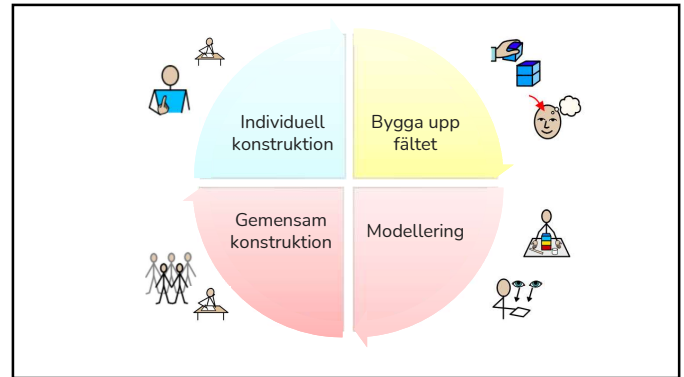 Individuell
konstruktion
Bygga upp
fältet
Gemensam
konstruktion
Modellering